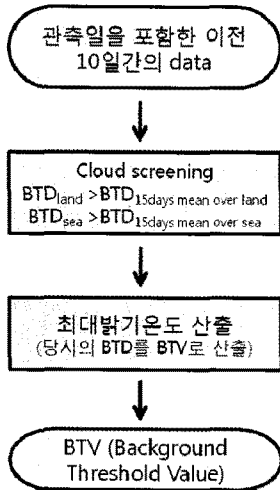 관측일을 포함한 이전
10일간의 data
Cloud screening
BTDland >BTD15days mean over land
BTDsea >BTD15days mean over sea
최대밝기온도 산출
(당시의 BTD를 BTV로 산출)
BTV (Background
Threshold Value)